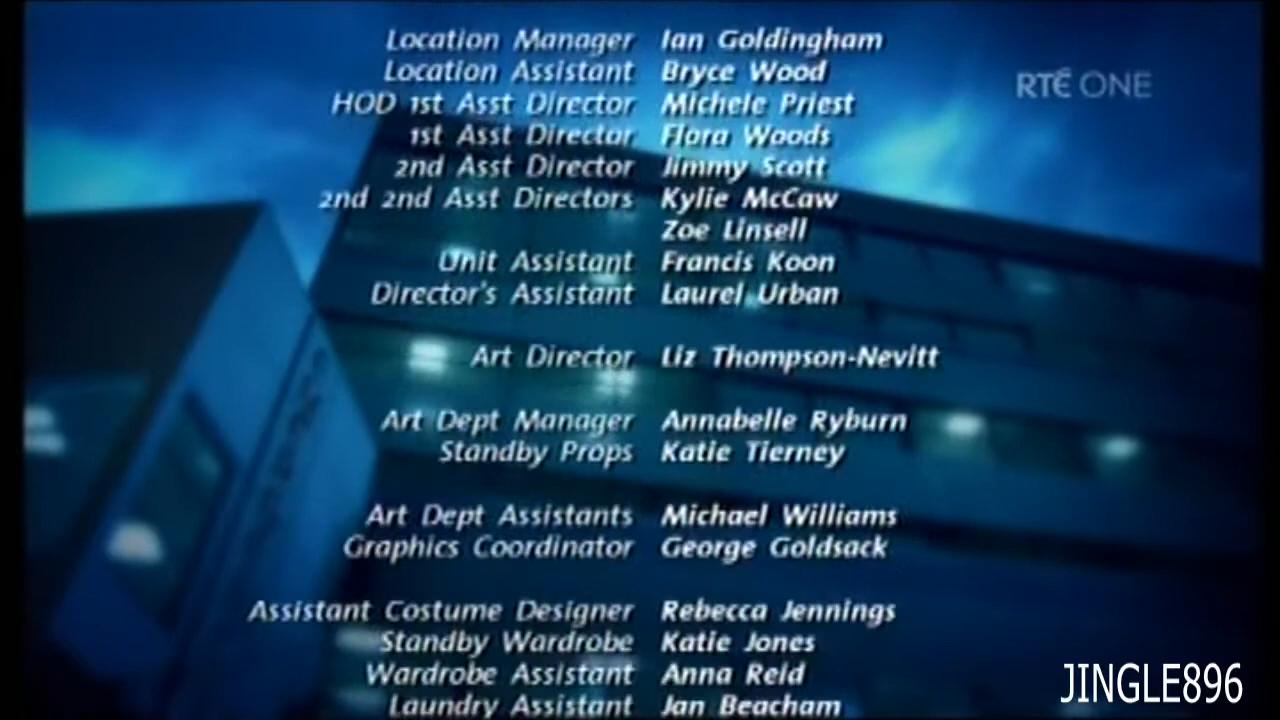 Location Manager Ian Goldingham
Location Assistant Bryce Wood
RTÉ ONE
HOD 1st Asst Director Michele Priest
1st Asst Director Flora Woods
2nd Asst Director Jimmy Scott
2nd 2nd Asst Directors Kylie McCaw
Zoe Linsell
Unit Assistant Francis Koon
Director's Assistant Laurel Urban
Art Director Liz Thompson-Nevitt
Art Dept Manager Annabelle Ryburn
Standby Props Katie Tierney
Art Dept Assistants Michael Williams
Graphics Coordinator George Goldsack
Assistant Costume Designer Rebecca Jennings
Standby Wardrobe Katie Jones
Wardrobe Assistant Anna Reid
Laundry Assistant Jan Beacham
JINGLE896